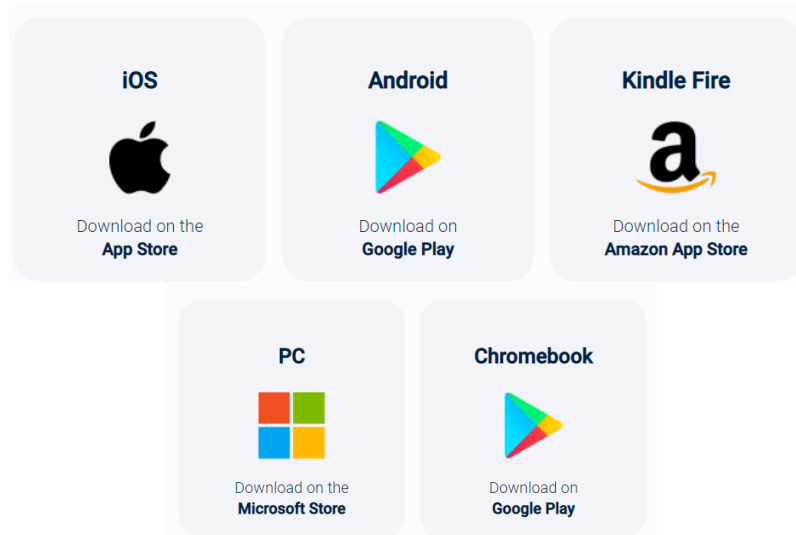 iOS
Download on the
App Store
Android
Download on
Google Play
Kindle Fire
Download on the
Amazon App Store
PC
Download on the
Microsoft Store
Chromebook
Download on
Google Play